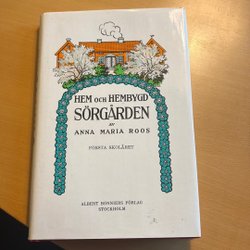 HEM OCH HEMBYGD
SÖRGÅRDEN
AV
ANNA MARIA ROOS
FÖRSTA SKOLÅRET
ALBERT BONNIERS FÖRLAG
STOCKHOLM